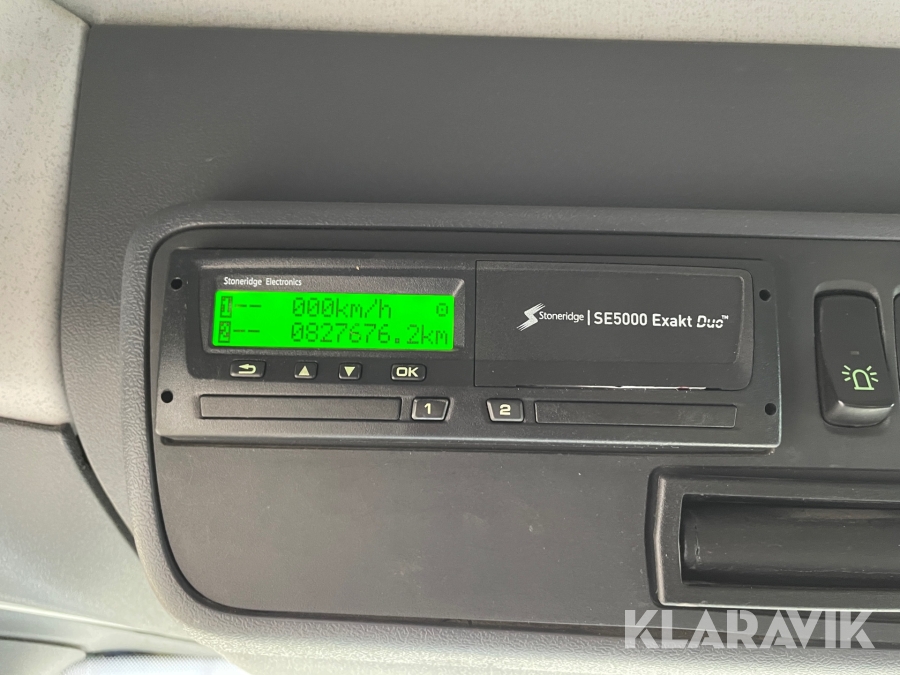 Stoneridge Electronics
1-- 000km/h
2-- 0827676.2km
OK
Stoneridge | SE5000 Exakt Duo™
1
2
KLARAVIK